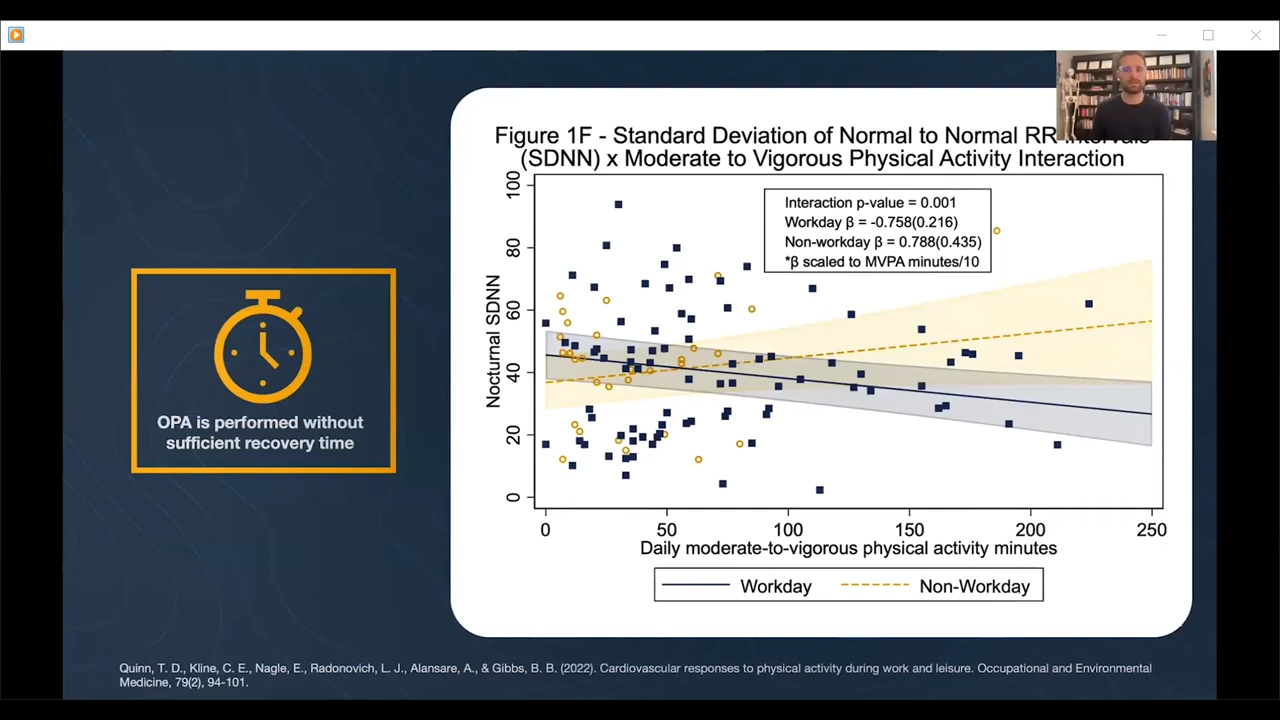 Figure 1F - Standard Deviation of Normal to Normal RR Intervals
(SDNN) x Moderate to Vigorous Physical Activity Interaction
Interaction p-value = 0.001
Workday β = -0.758(0.216)
Non-workday β = 0.788(0.435)
*β scaled to MVPA minutes/10
Nocturnal SDNN
100
80
60
40
20
0
0 50 100 150 200 250
Daily moderate-to-vigorous physical activity minutes
Workday Non-Workday
OPA is performed without
sufficient recovery time
Quinn, T. D., Kline, C. E., Nagle, E., Radonovich, L. J., Alansare, A., & Gibbs, B. B. (2022). Cardiovascular responses to physical activity during work and leisure. Occupational and Environmental
Medicine, 79(2), 94-101.